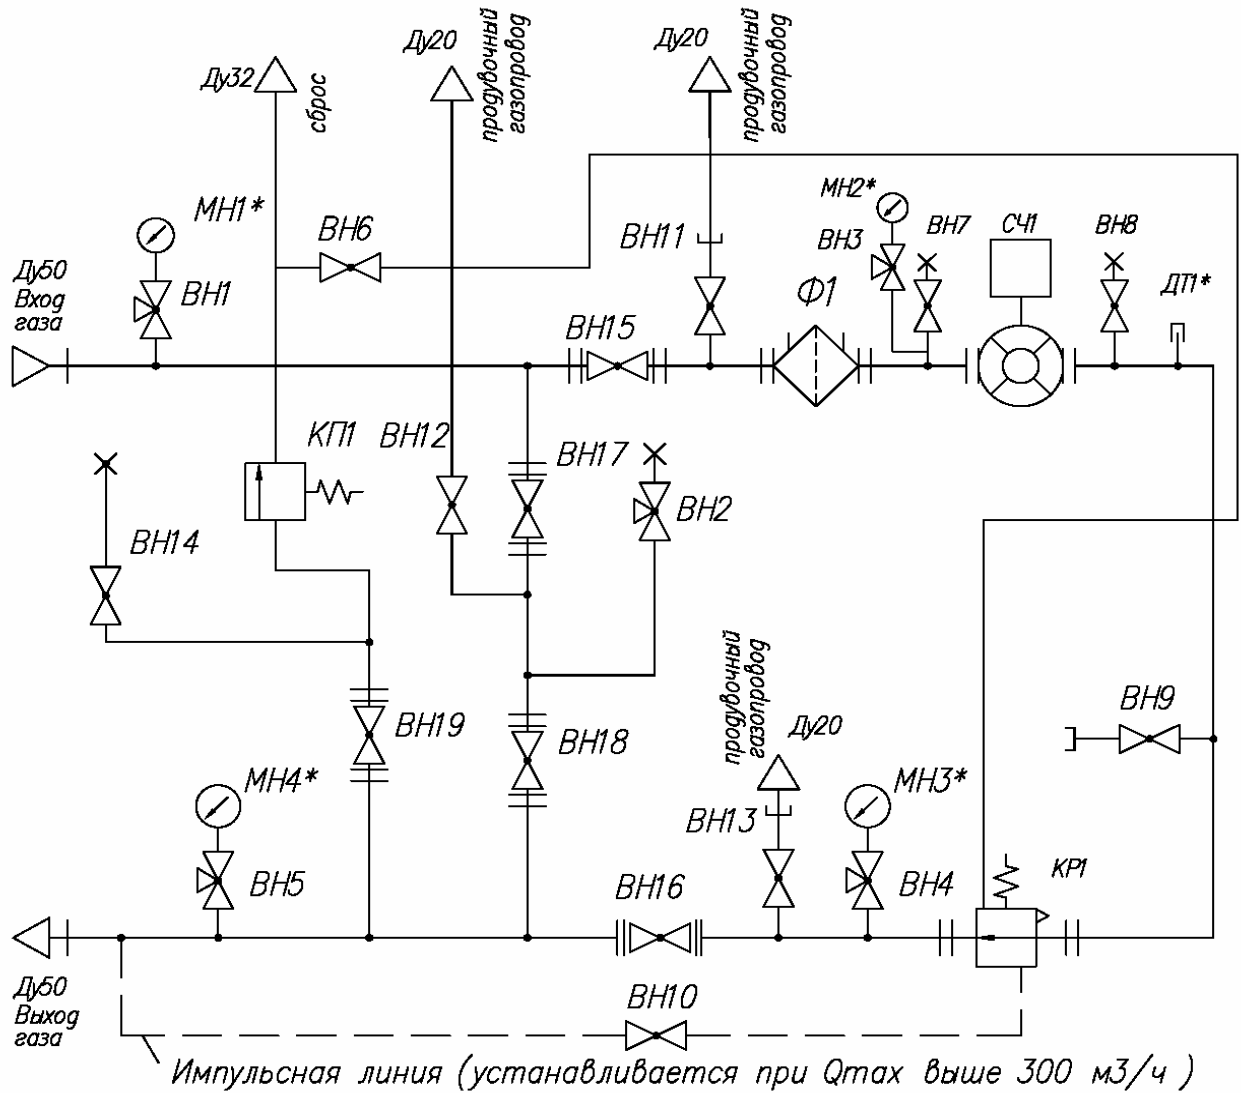 Ду32
сброс
Ду20
продувочный
газопровод
Ду20
продувочный
газопровод
МН1*
ВН6
ВН11
МН2*
ВН3
ВН7
СЧ1
ВН8
Ду50
Вход
газа
ВН1
ВН15
Ф1
ДТ1*
КП1
ВН12
ВН17
ВН2
ВН14
ВН19
ВН18
продувочный
газопровод
Ду20
ВН9
МН4*
МН3*
ВН13
ВН5
ВН16
ВН4
КР1
Ду50
Выход
газа
ВН10
Импульсная линия (устанавливается при Qmax выше 300 м3/ч )